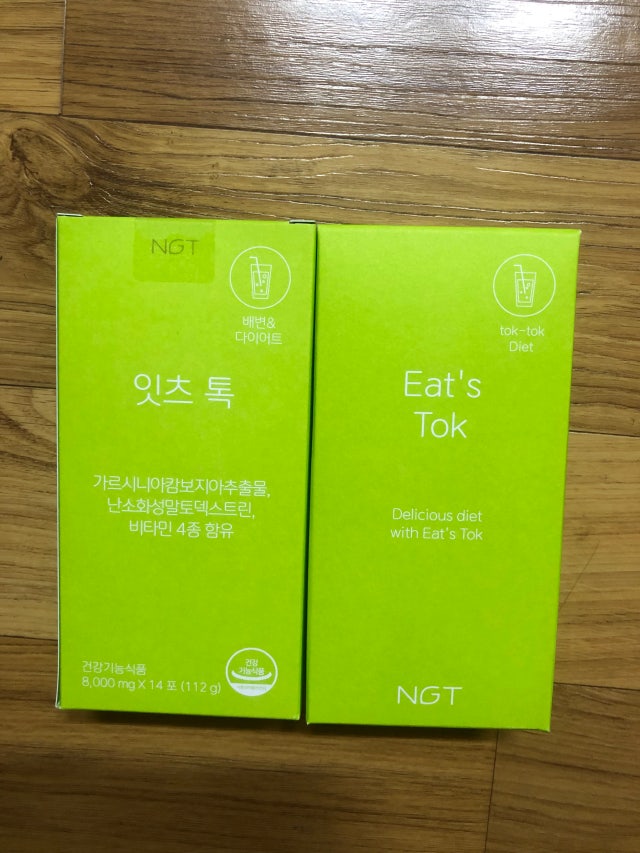 NGT
배변&
다이어트
잇츠 톡
가르시니아캄보지아추출물,
난소화성말토덱스트린,
비타민 4종 함유
건강기능식품
8,000 mg X 14 포 (112 g)
건강
기능식품
tok-tok
Diet
Eat's
Tok
Delicious diet
with Eat's Tok
NGT